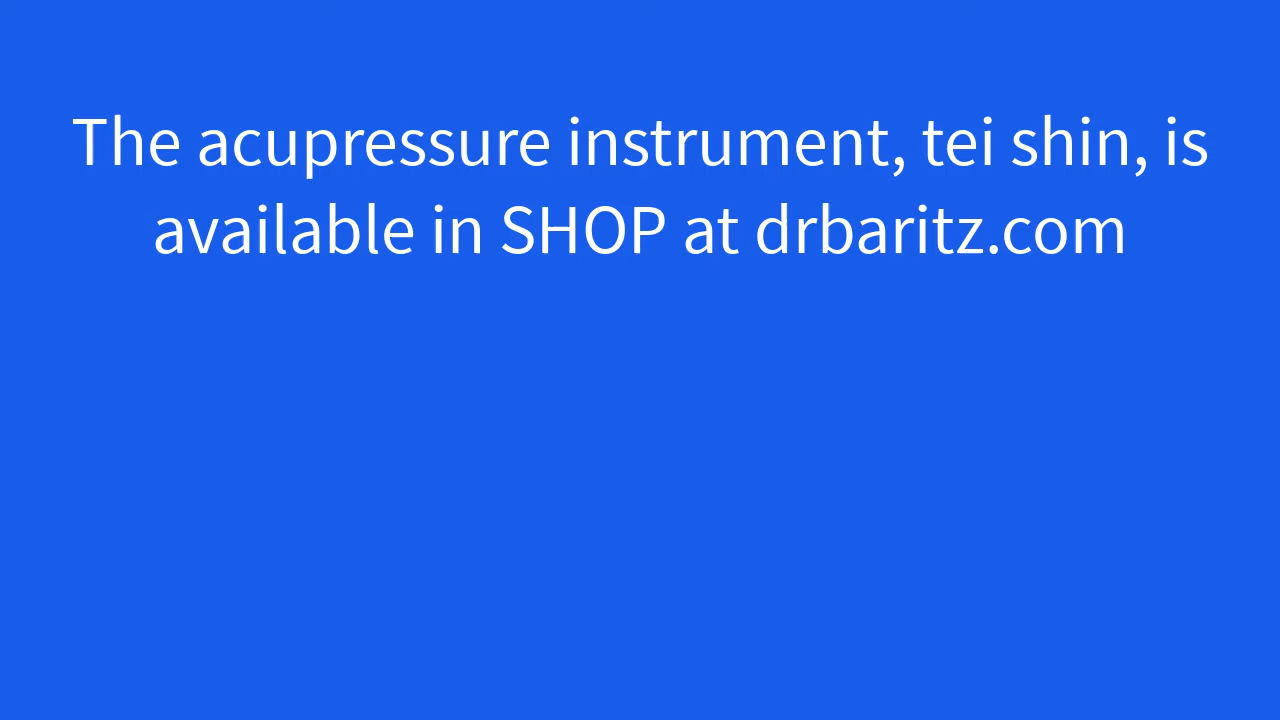 The acupressure instrument, tei shin, is
available in SHOP at drbaritz.com